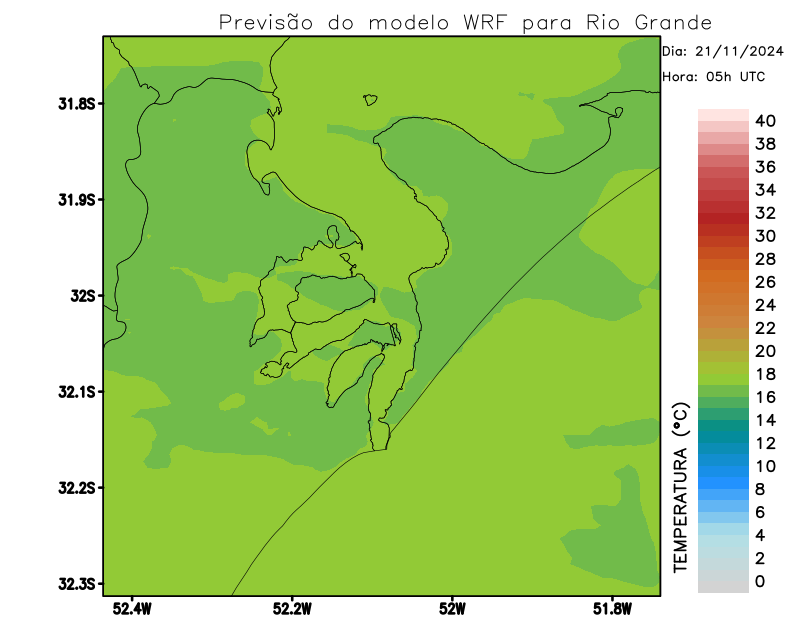 Previsão do modelo WRF para Rio Grande
Dia: 21/11/2024
Hora: 05h UTC
31.8S
31.9S
32S
32.1S
32.2S
32.3S
52.4W
52.2W
52W
51.8W
TEMPERATURA (°C)
40
38
36
34
32
30
28
26
24
22
20
18
16
14
12
10
8
6
4
2
0